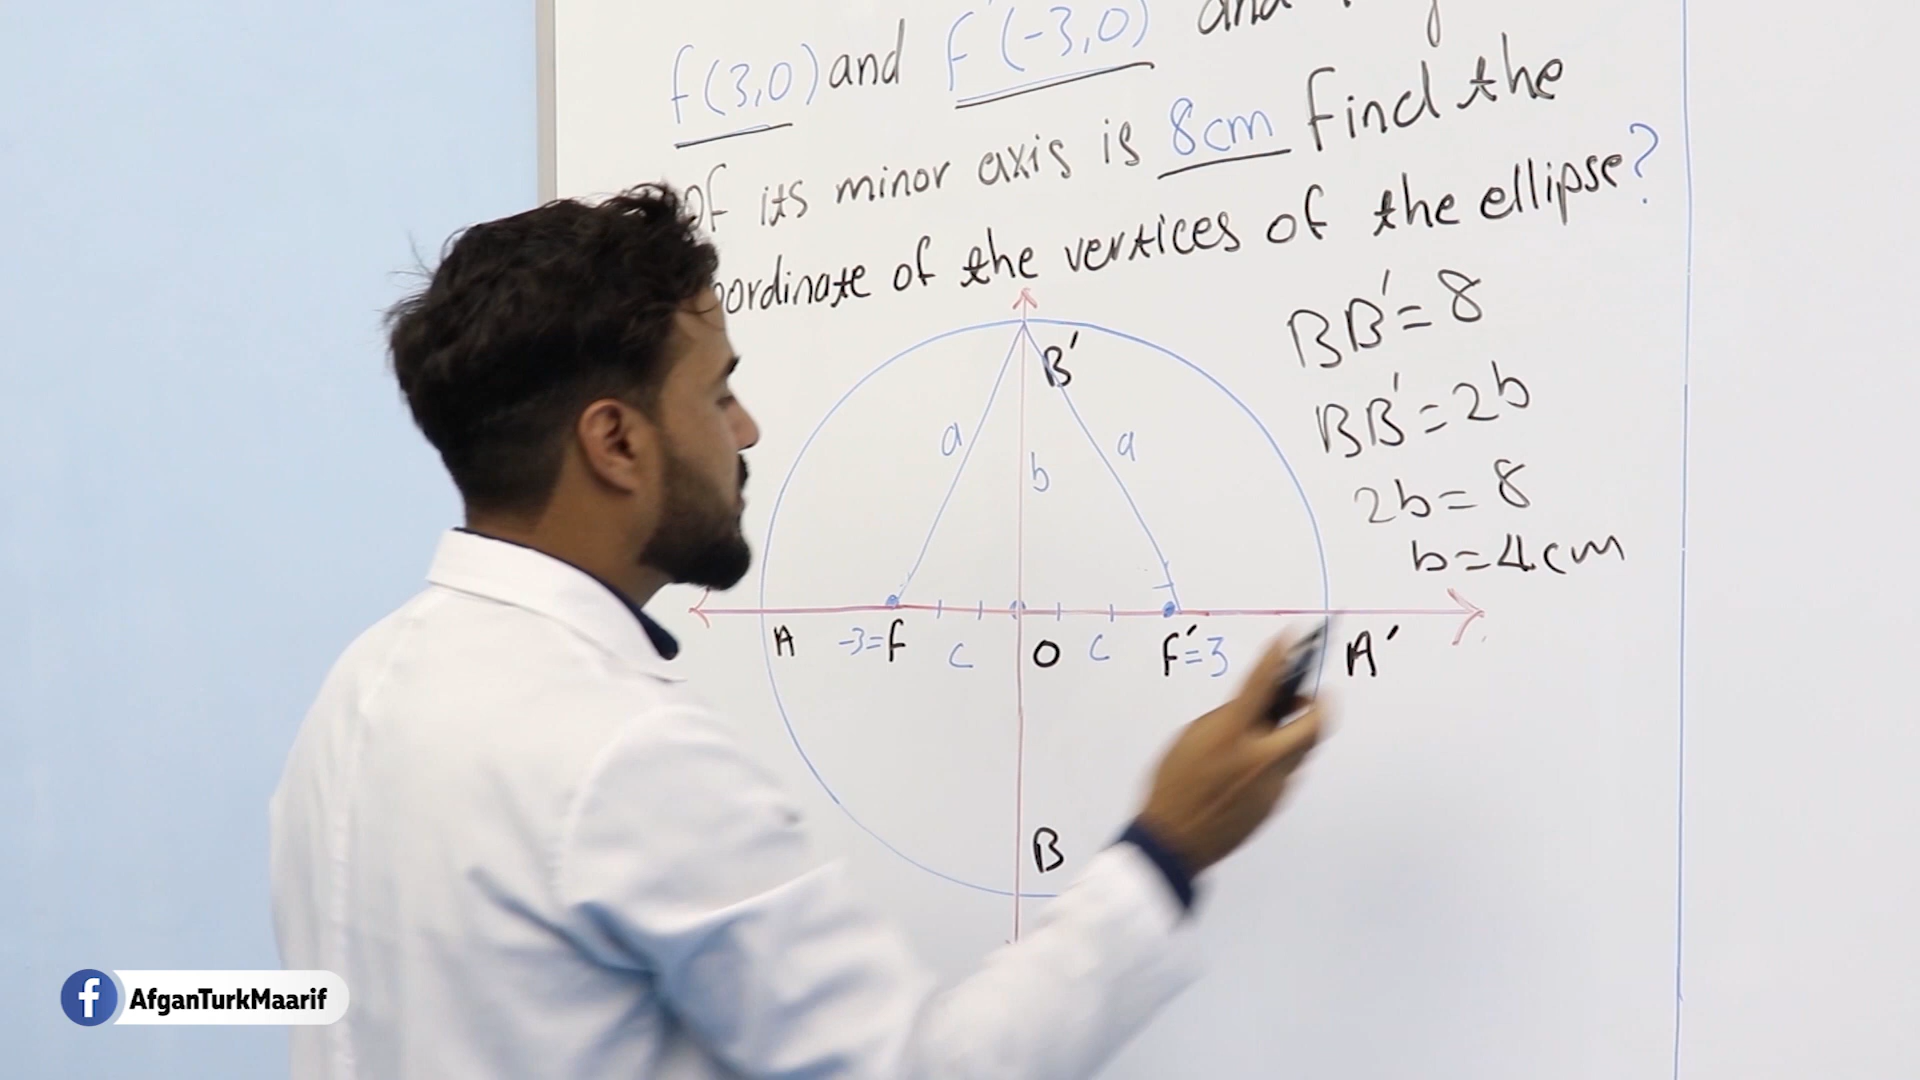 f(3,0) and f'(-3,0) and
of its minor axis is 8cm Find the
oordinate of the vertices of the ellipse?
BB'=8
BB'=2b
2b=8
b=4cm
B'
a
b
a
A -3=f c O c f'=3 A'
B
f AfganTurkMaarif